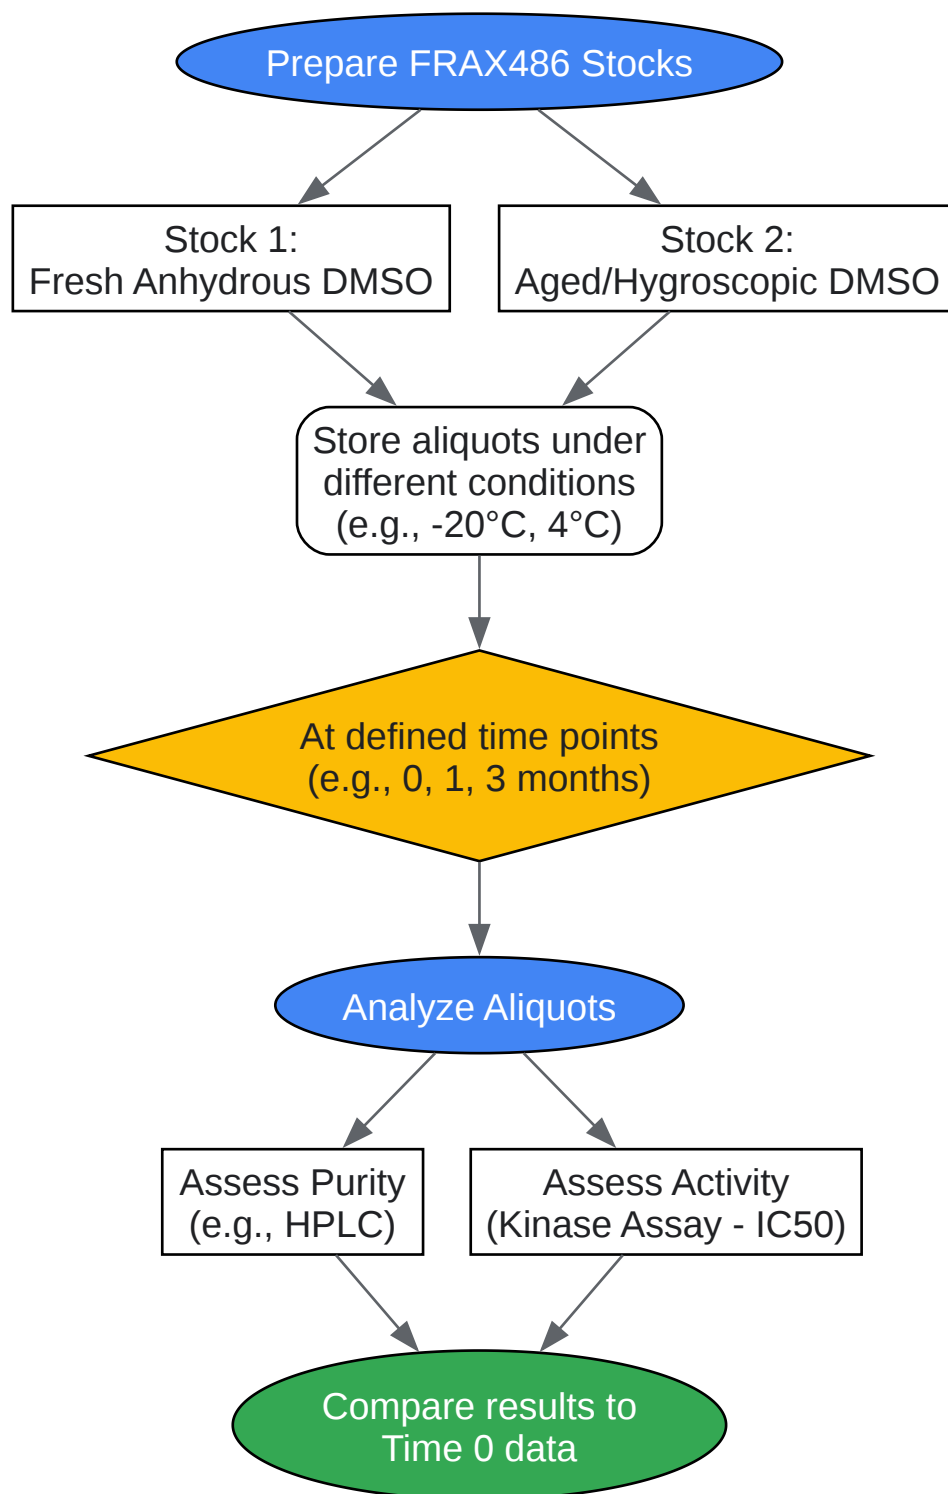 Prepare FRAX486 Stocks
Stock 1:
Fresh Anhydrous DMSO
Stock 2:
Aged/Hygroscopic DMSO
Store aliquots under
different conditions
(e.g., -20°C, 4°C)
At defined time points
(e.g., 0, 1, 3 months)
Analyze Aliquots
Assess Purity
(e.g., HPLC)
Assess Activity
(Kinase Assay - IC50)
Compare results to
Time 0 data